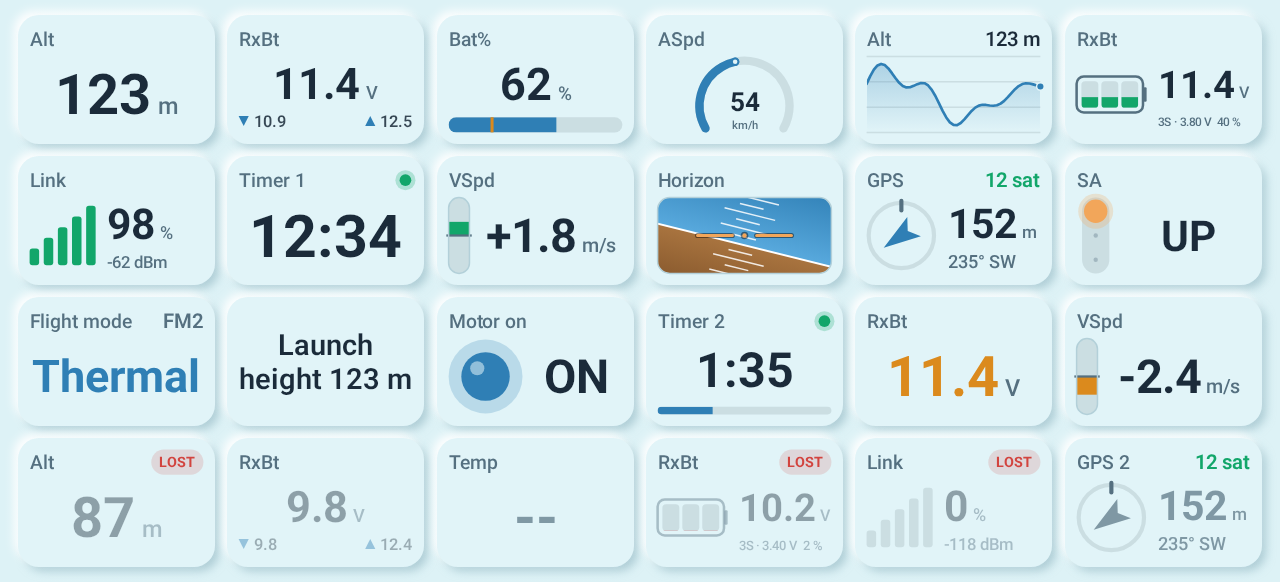 Alt
123 m
RxBt
11.4 V
▼ 10.9 ▲ 12.5
Bat%
62 %
ASpd
54
km/h
Alt 123 m
RxBt
11.4 V
3S · 3.80 V 40 %
Link
98 %
-62 dBm
Timer 1
12:34
VSpd
+1.8 m/s
Horizon
GPS 12 sat
152 m
235° SW
SA
UP
Flight mode FM2
Thermal
Launch
height 123 m
Motor on
ON
Timer 2
1:35
RxBt
11.4 V
VSpd
-2.4 m/s
Alt LOST
87 m
RxBt
9.8 V
▼ 9.8 ▲ 12.4
Temp
--
RxBt LOST
10.2 V
3S · 3.40 V 2 %
Link LOST
0 %
-118 dBm
GPS 2 12 sat
152 m
235° SW